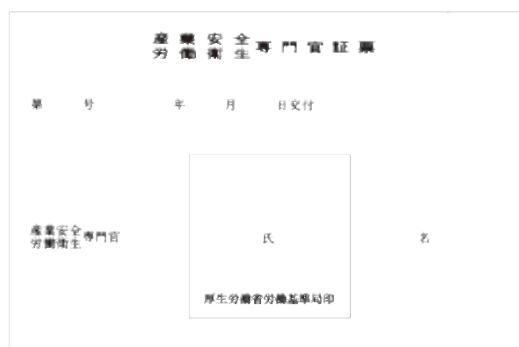 産業安全
労働衛生専門官証票
第 号 年 月 日交付
産業安全
労働衛生専門官 氏 名
厚生労働省労働基準局印